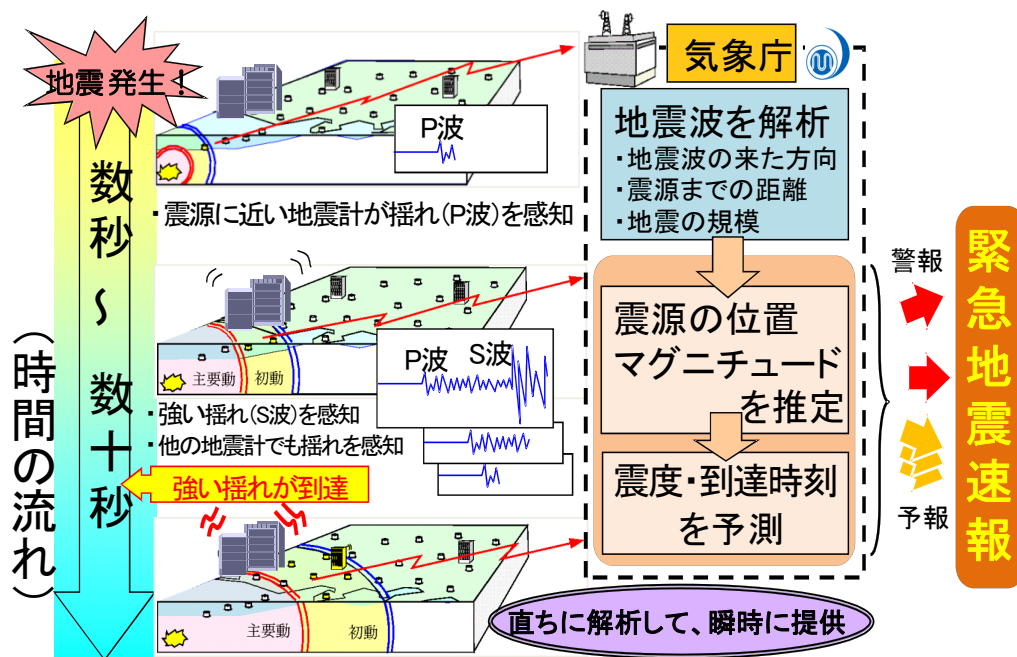 地震発生！
数秒～数十秒
（時間の流れ）
P波
・震源に近い地震計が揺れ（P波）を感知
主要動
初動
P波
S波
・強い揺れ（S波）を感知
・他の地震計でも揺れを感知
強い揺れが到達
主要動
初動
気象庁
地震波を解析
・地震波の来た方向
・震源までの距離
・地震の規模
震源の位置
マグニチュード
を推定
震度・到達時刻
を予測
直ちに解析して、瞬時に提供
警報
予報
緊急地震速報